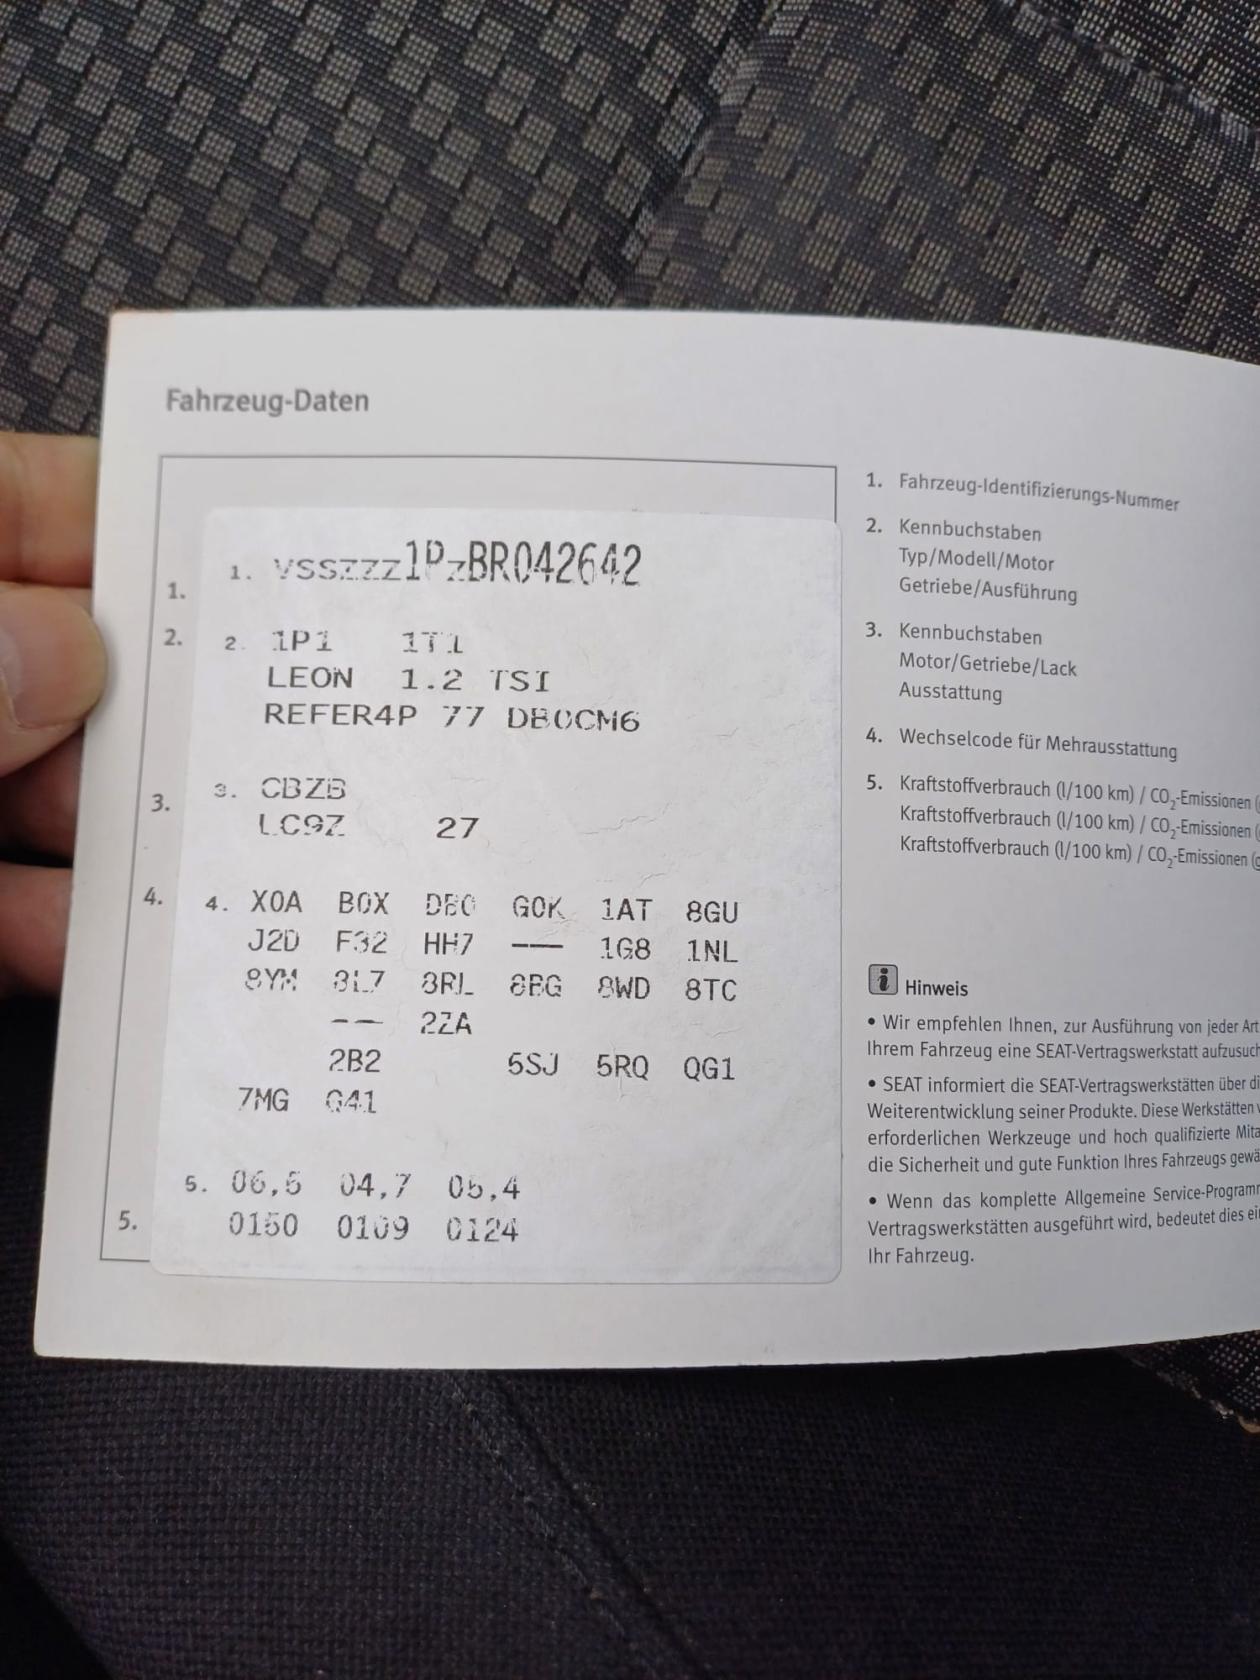 Fahrzeug-Daten
1.
1. VSSZZZ1PZBR042642
2.
2. 1P1 1T1
LEON 1.2 TSI
REFER4P 77 DB0CM6
3.
3. CBZB
LC9Z 27
4.
4. X0A B0X DE0 G0K 1AT 8GU
J2D F32 HH7 --- 1G8 1NL
8YM 8L7 8RL 8EG 8WD 8TC
-- 2ZA
2B2 5SJ 5RQ QG1
7MG
5.
5. 04,7 05,4
0150 0109 0124
1. Fahrzeug-Identifizierungs-Nummer
2. Kennbuchstaben
Typ/Modell/Motor
Getriebe/Ausführung
3. Kennbuchstaben
Motor/Getriebe/Lack
Ausstattung
4. Wechselcode für Mehrausstattung
5. Kraftstoffverbrauch (l/100 km) / CO₂-Emissionen (
Kraftstoffverbrauch (l/100 km) / CO₂-Emissionen (
Kraftstoffverbrauch (l/100 km) / CO₂-Emissionen (g
i Hinweis
• Wir empfehlen Ihnen, zur Ausführung von jeder Art
Ihrem Fahrzeug eine SEAT-Vertragswerkstatt aufzusuch
• SEAT informiert die SEAT-Vertragswerkstätten über di
Weiterentwicklung seiner Produkte. Diese Werkstätten v
erforderlichen Werkzeuge und hoch qualifizierte Mita
die Sicherheit und gute Funktion Ihres Fahrzeugs gewä
• Wenn das komplette Allgemeine Service-Program
Vertragswerkstätten ausgeführt wird, bedeutet dies ei
Ihr Fahrzeug.